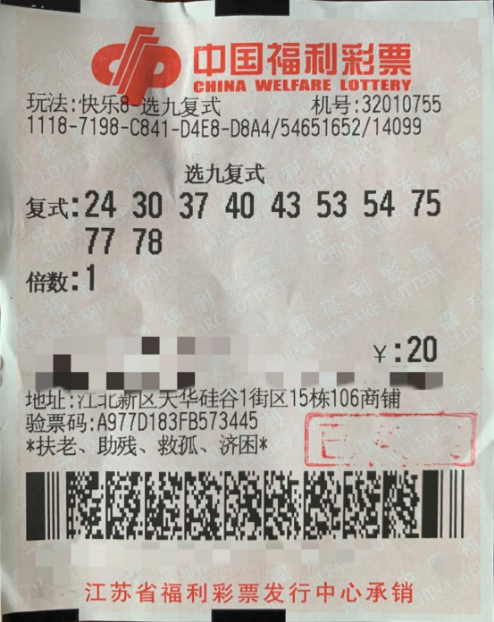 中国福利彩票
CHINA WELFARE LOTTERY
玩法:快乐8-选九复式 机号:32010755
1118-7198-C841-D4E8-D8A4/54651652/14099
选九复式
复式:24 30 37 40 43 53 54 75
77 78
倍数:1
￥:20
地址:江北新区天华硅谷1街区15栋106商铺
验票码:A977D183FB573445
*扶老、助残、救孤、济困*
江苏省福利彩票发行中心承销